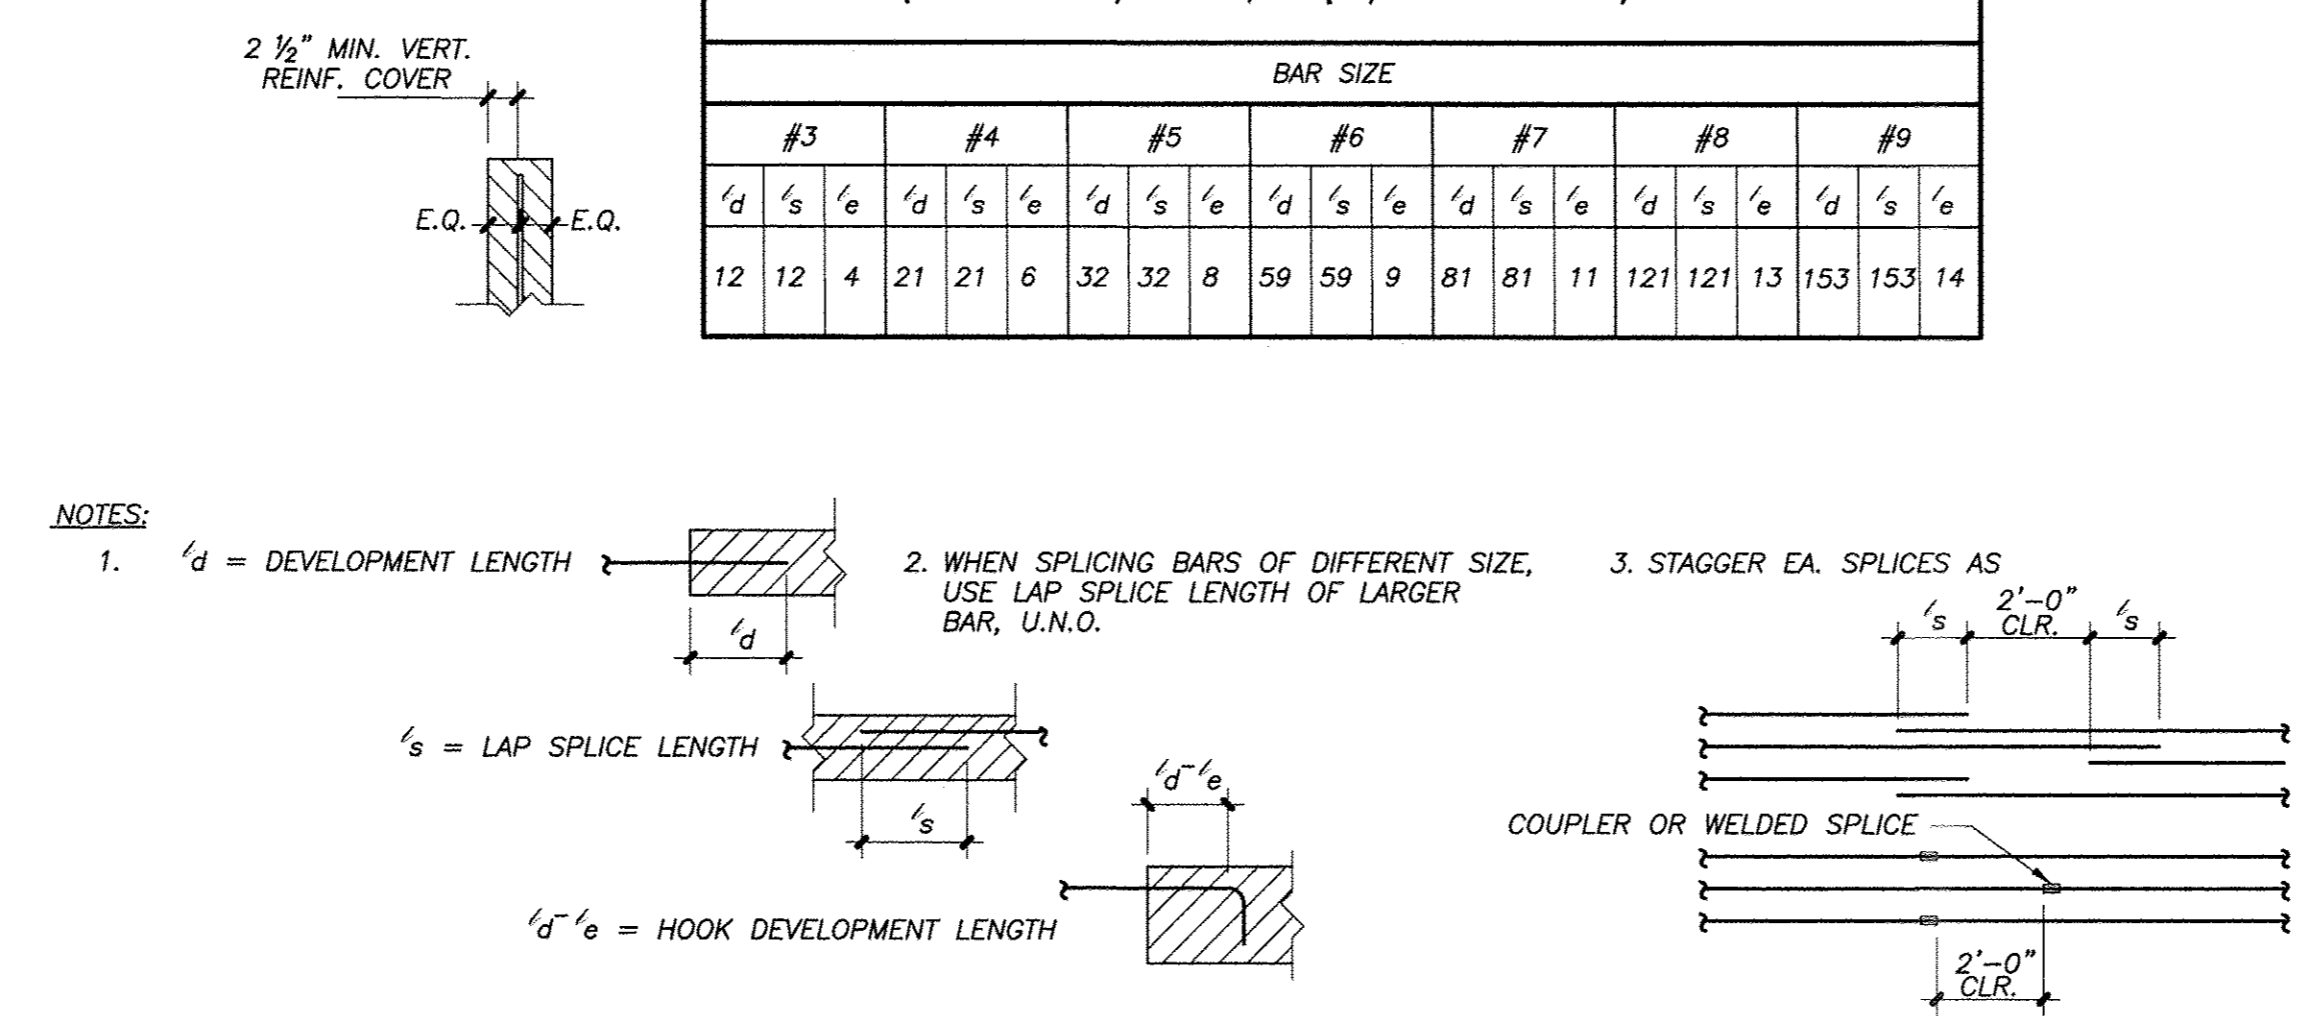 2 ½" MIN. VERT.
REINF. COVER
E.Q. E.Q.
BAR SIZE
#3 #4 #5 #6 #7 #8 #9
ℓd ℓs ℓe ℓd ℓs ℓe ℓd ℓs ℓe ℓd ℓs ℓe ℓd ℓs ℓe ℓd ℓs ℓe ℓd ℓs ℓe
12 12 4 21 21 6 32 32 8 59 59 9 81 81 11 121 121 13 153 153 14
NOTES:
1. ℓd = DEVELOPMENT LENGTH
ℓd
ℓs = LAP SPLICE LENGTH
ℓs
ℓd-ℓe
ℓd-ℓe = HOOK DEVELOPMENT LENGTH
2. WHEN SPLICING BARS OF DIFFERENT SIZE,
USE LAP SPLICE LENGTH OF LARGER
BAR, U.N.O.
3. STAGGER EA. SPLICES AS
ℓs 2'-0" ℓs
CLR.
COUPLER OR WELDED SPLICE
2'-0"
CLR.